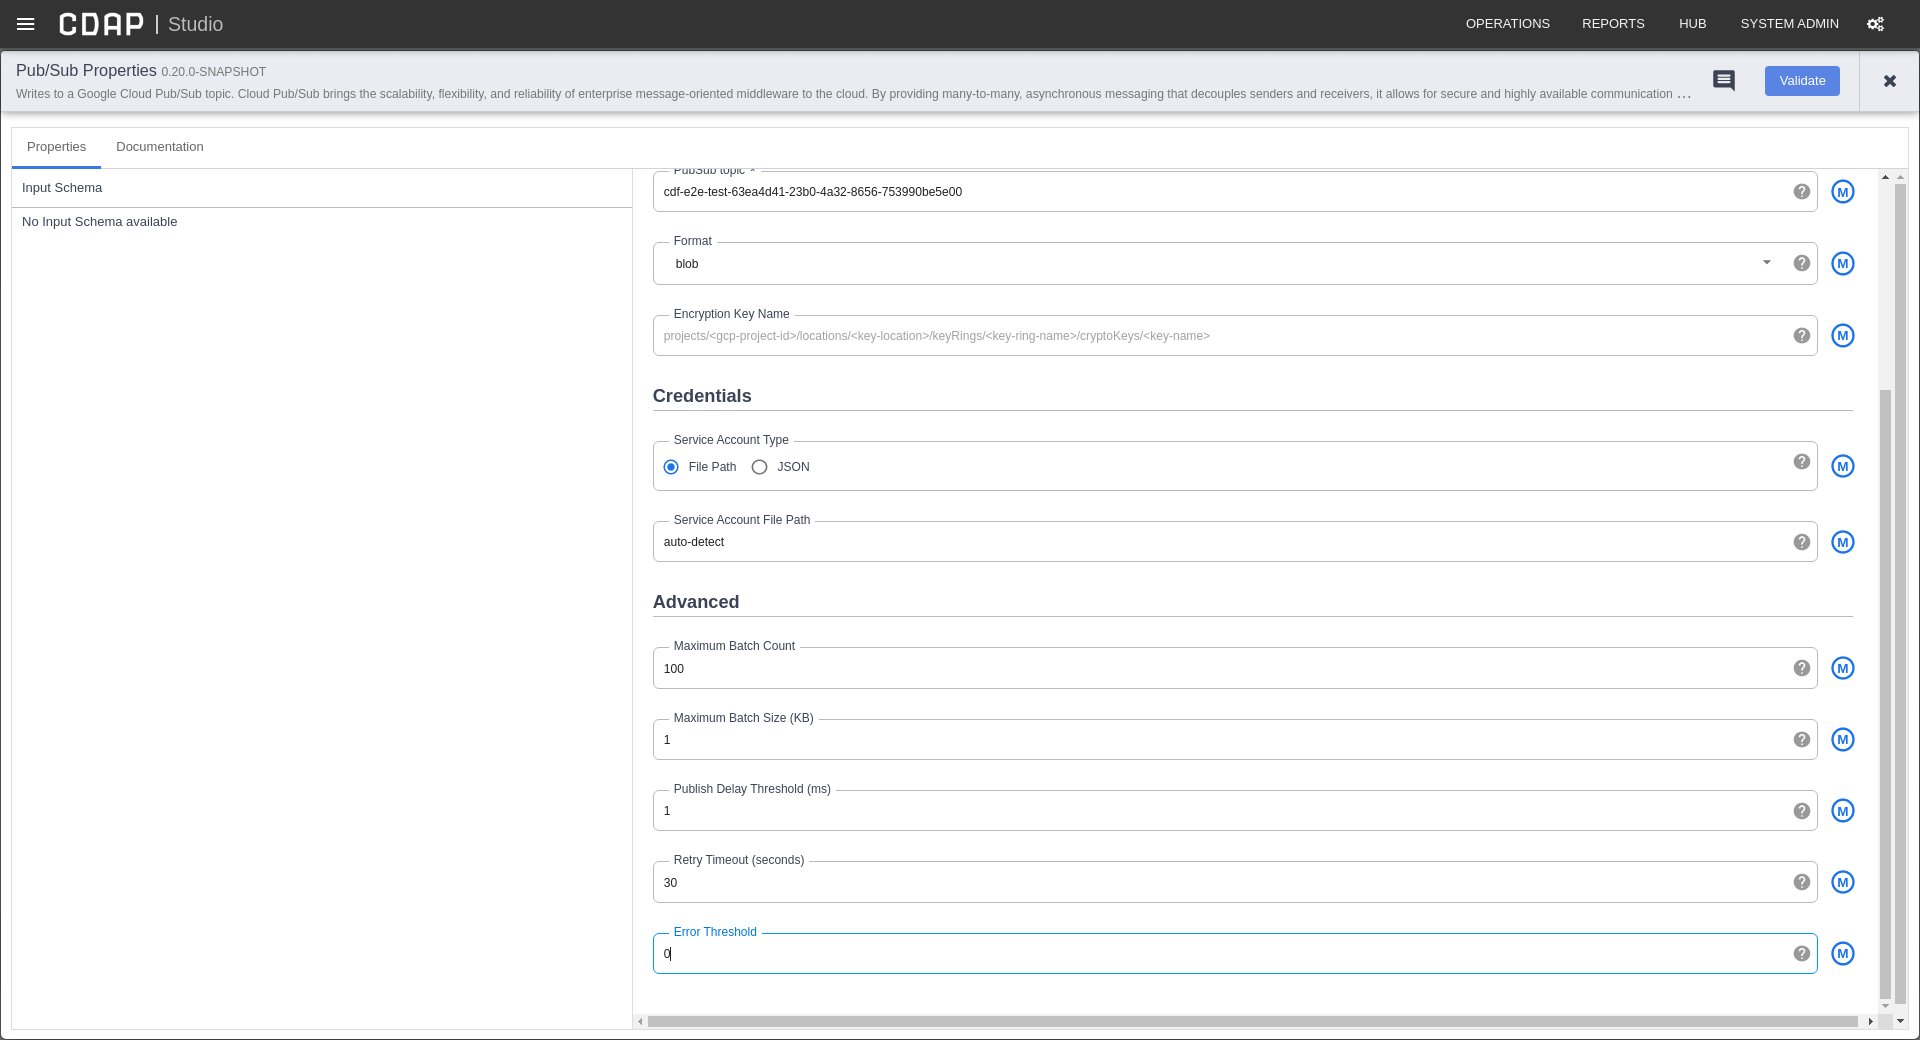 CDAP | Studio
OPERATIONS REPORTS HUB SYSTEM ADMIN
Pub/Sub Properties 0.20.0-SNAPSHOT
Writes to a Google Cloud Pub/Sub topic. Cloud Pub/Sub brings the scalability, flexibility, and reliability of enterprise message-oriented middleware to the cloud. By providing many-to-many, asynchronous messaging that decouples senders and receivers, it allows for secure and highly available communication ...
Validate
Properties Documentation
Input Schema
No Input Schema available
PubSub topic *
cdf-e2e-test-63ea4d41-23b0-4a32-8656-753990be5e00
M
Format
blob
M
Encryption Key Name
projects/<gcp-project-id>/locations/<key-location>/keyRings/<key-ring-name>/cryptoKeys/<key-name>
M
Credentials
Service Account Type
File Path JSON
M
Service Account File Path
auto-detect
M
Advanced
Maximum Batch Count
100
M
Maximum Batch Size (KB)
1
M
Publish Delay Threshold (ms)
1
M
Retry Timeout (seconds)
30
M
Error Threshold
0
M